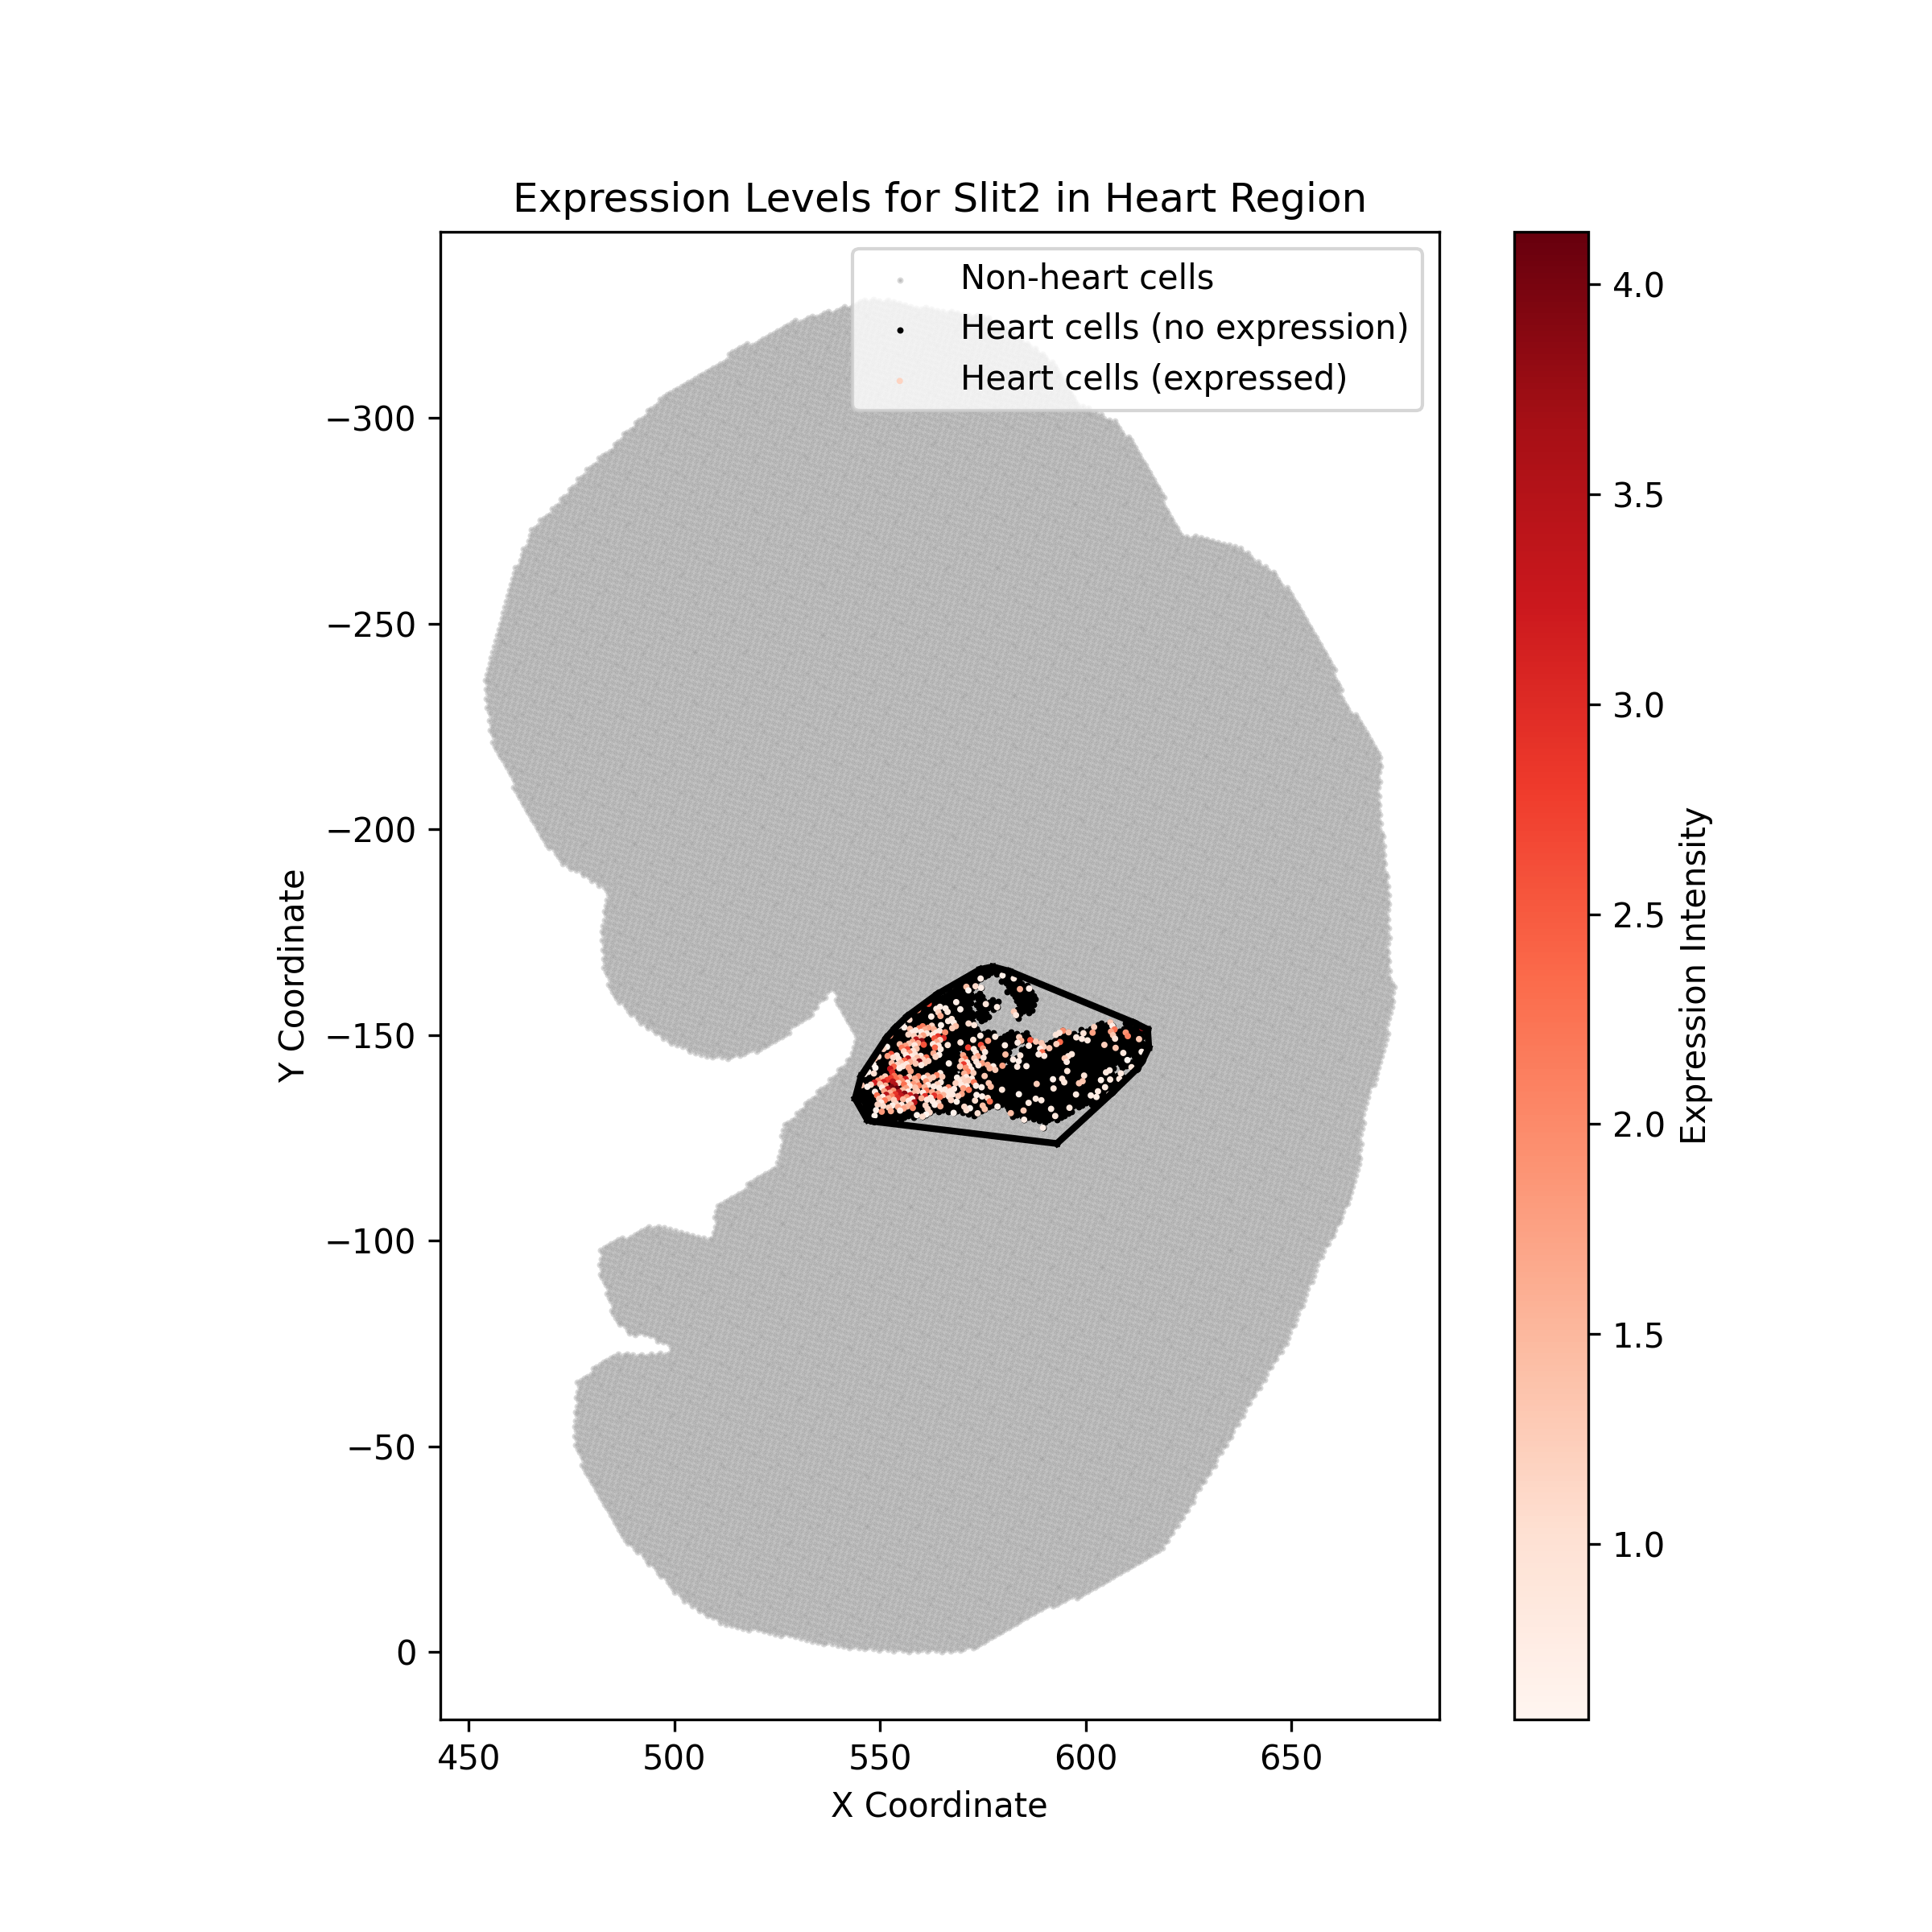 Expression Levels for Slit2 in Heart Region
Non-heart cells
Heart cells (no expression)
Heart cells (expressed)
−300
−250
−200
−150
−100
−50
0
Y Coordinate
450 500 550 600 650
X Coordinate
4.0
3.5
3.0
2.5
2.0
1.5
1.0
Expression Intensity